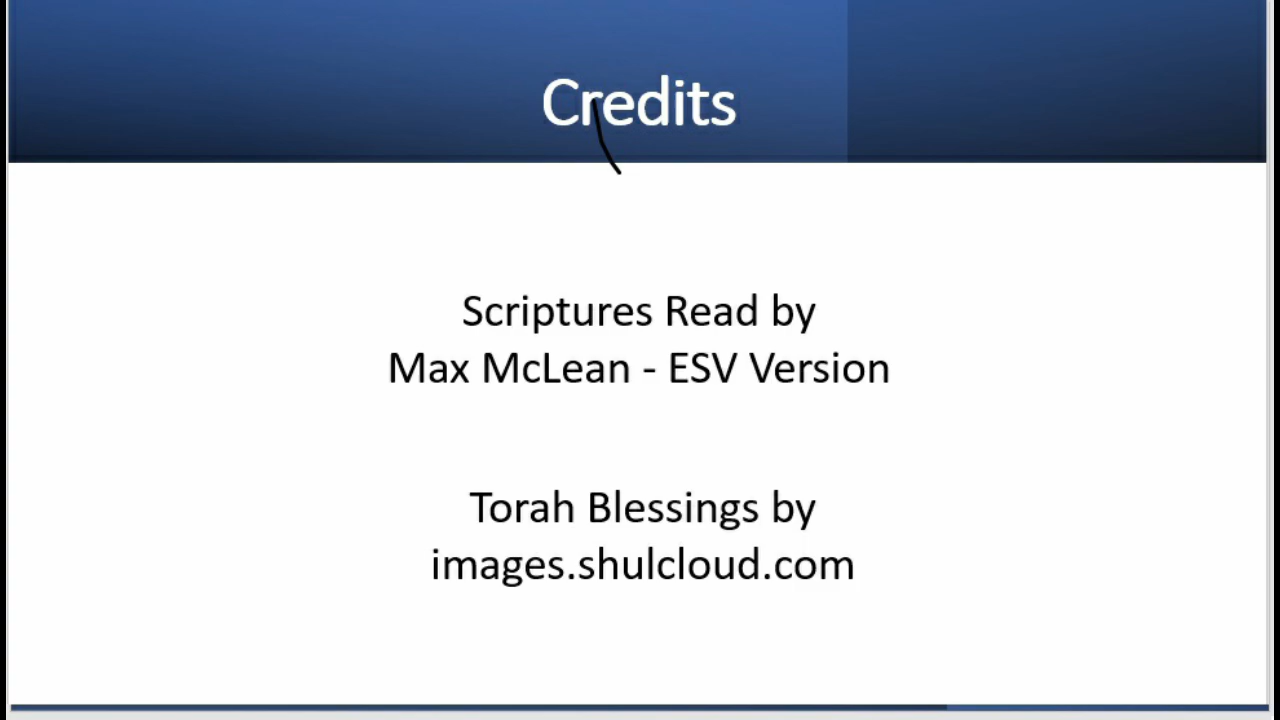 Credits
Scriptures Read by
Max McLean - ESV Version
Torah Blessings by
images.shulcloud.com